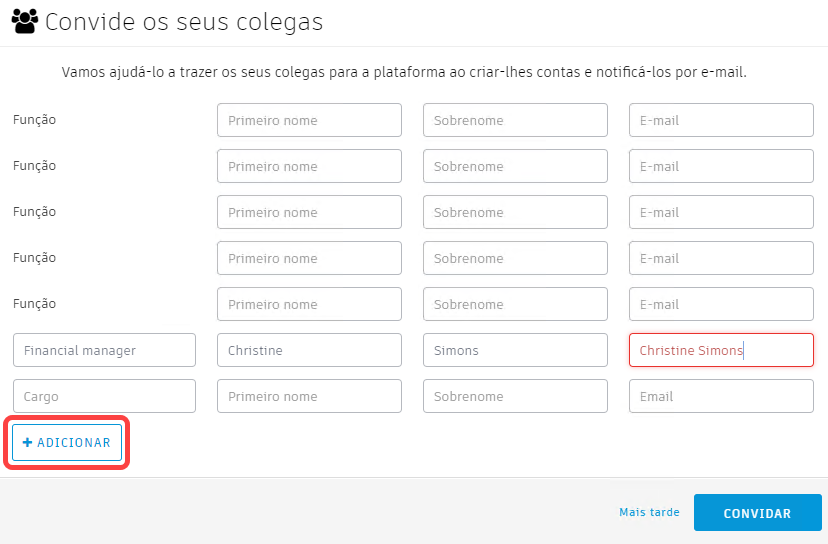 Convide os seus colegas
Vamos ajudá-lo a trazer os seus colegas para a plataforma ao criar-lhes contas e notificá-los por e-mail.
Função Primeiro nome Sobrenome E-mail
Função Primeiro nome Sobrenome E-mail
Função Primeiro nome Sobrenome E-mail
Função Primeiro nome Sobrenome E-mail
Função Primeiro nome Sobrenome E-mail
Financial manager Christine Simons Christine Simons
Cargo Primeiro nome Sobrenome Email
+ ADICIONAR
Mais tarde CONVIDAR